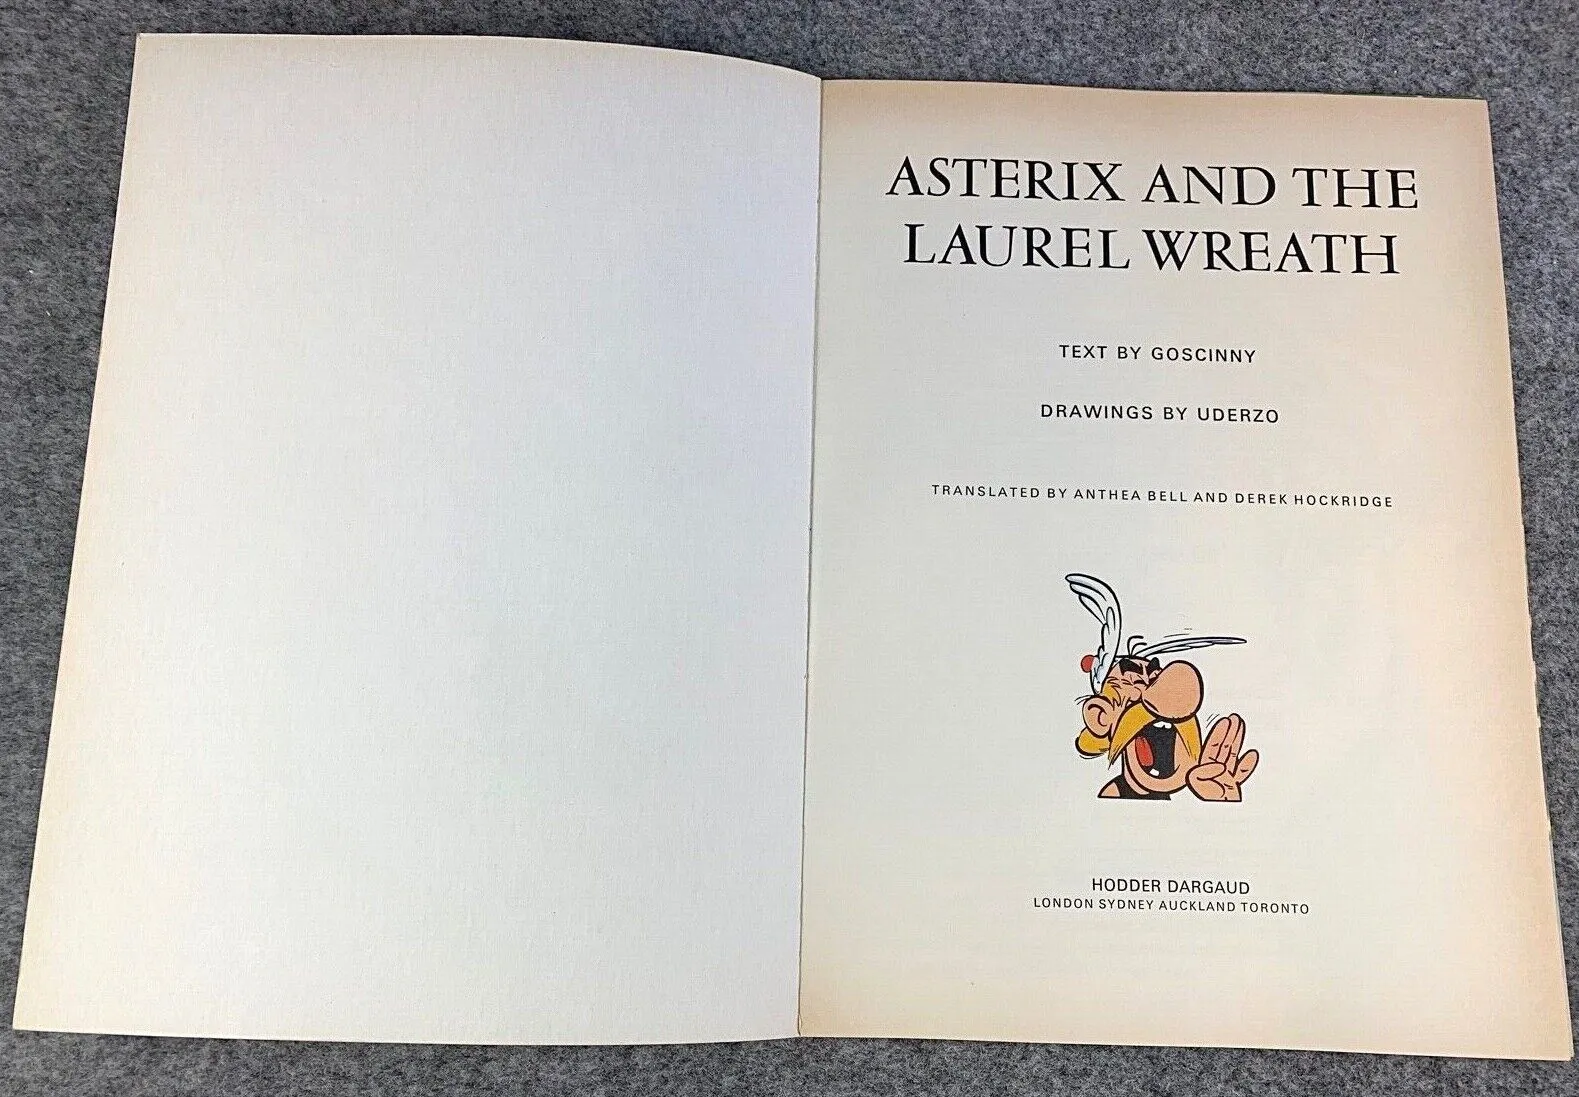 ASTERIX AND THE
LAUREL WREATH
TEXT BY GOSCINNY
DRAWINGS BY UDERZO
TRANSLATED BY ANTHEA BELL AND DEREK HOCKRIDGE
HODDER DARGAUD
LONDON SYDNEY AUCKLAND TORONTO